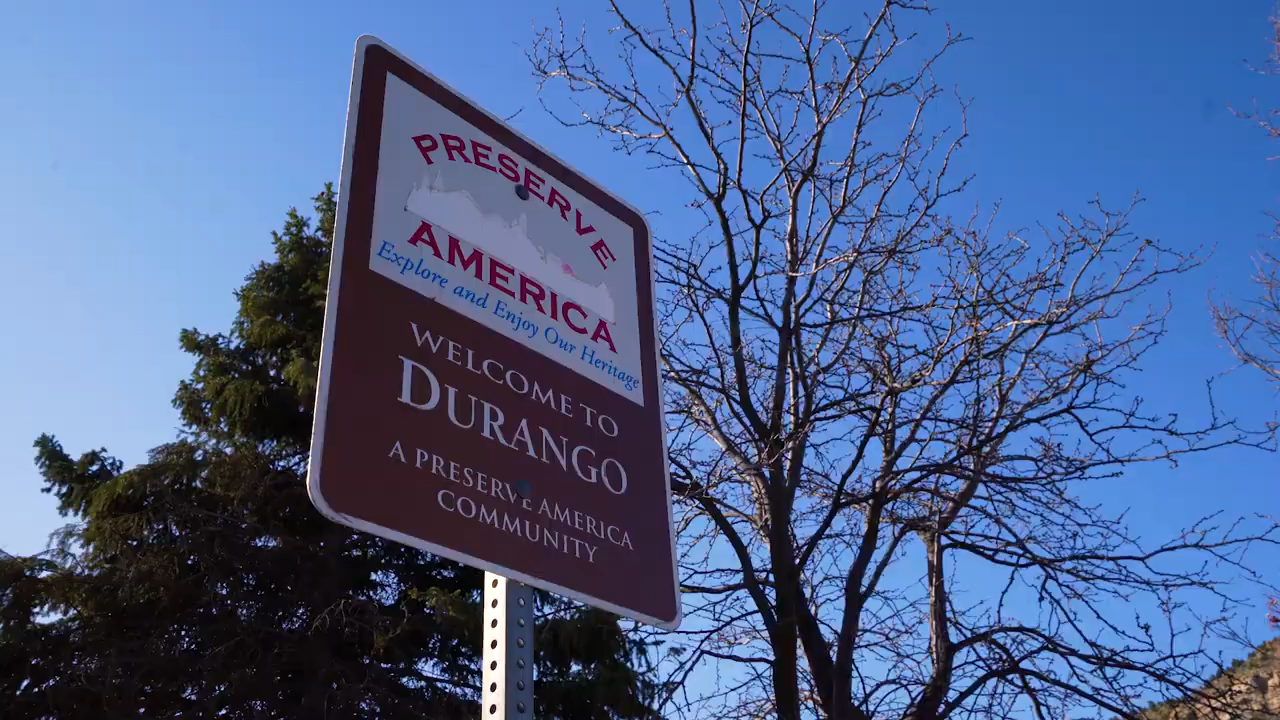 PRESERVE
AMERICA
Explore and Enjoy Our Heritage
WELCOME TO
DURANGO
A PRESERVE AMERICA
COMMUNITY